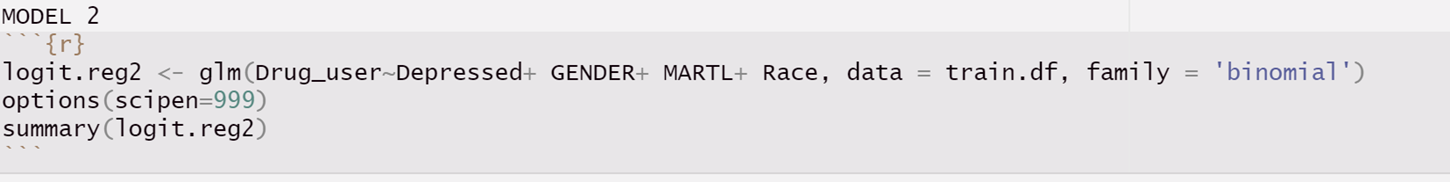 MODEL 2
```{r}
logit.reg2 <- glm(Drug_user~Depressed+ GENDER+ MARTL+ Race, data = train.df, family = 'binomial')
options(scipen=999)
summary(logit.reg2)
```